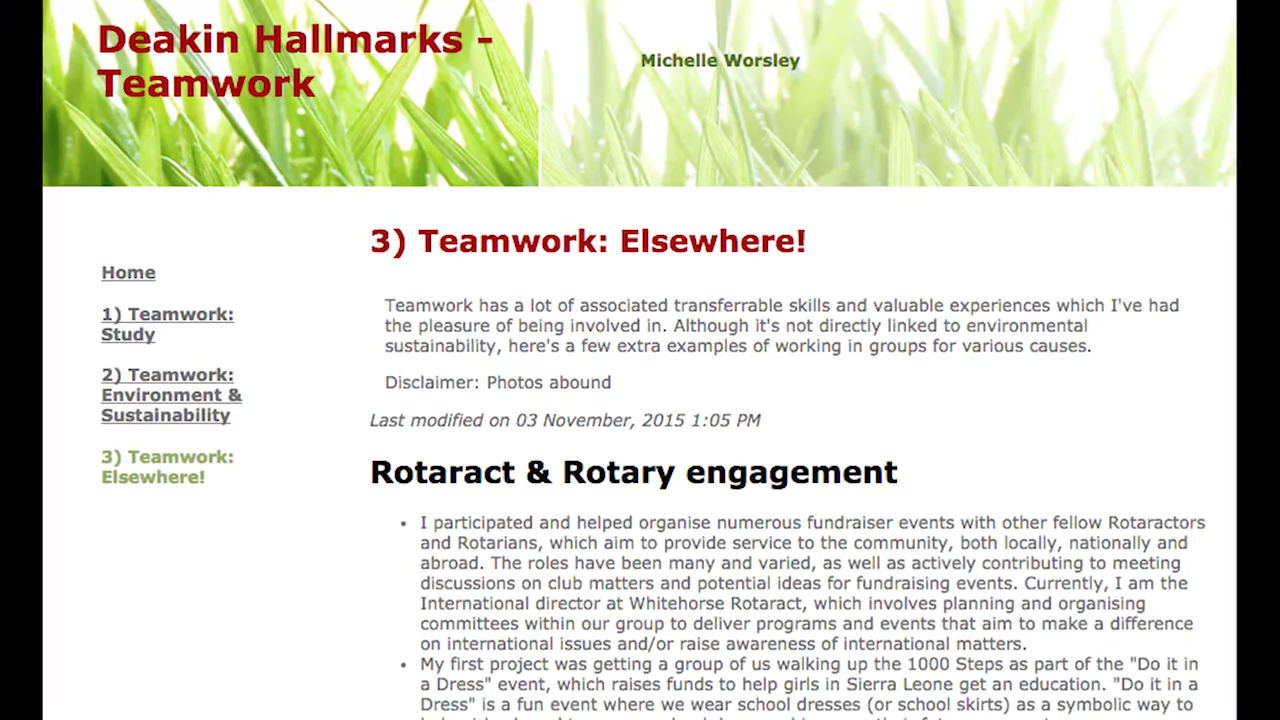 Deakin Hallmarks -
Teamwork
Michelle Worsley
Home
1) Teamwork:
Study
2) Teamwork:
Environment &
Sustainability
3) Teamwork:
Elsewhere!
3) Teamwork: Elsewhere!
Teamwork has a lot of associated transferrable skills and valuable experiences which I've had
the pleasure of being involved in. Although it's not directly linked to environmental
sustainability, here's a few extra examples of working in groups for various causes.
Disclaimer: Photos abound
Last modified on 03 November, 2015 1:05 PM
Rotaract & Rotary engagement
• I participated and helped organise numerous fundraiser events with other fellow Rotaractors
and Rotarians, which aim to provide service to the community, both locally, nationally and
abroad. The roles have been many and varied, as well as actively contributing to meeting
discussions on club matters and potential ideas for fundraising events. Currently, I am the
International director at Whitehorse Rotaract, which involves planning and organising
committees within our group to deliver programs and events that aim to make a difference
on international issues and/or raise awareness of international matters.
• My first project was getting a group of us walking up the 1000 Steps as part of the "Do it in
a Dress" event, which raises funds to help girls in Sierra Leone get an education. "Do it in a
Dress" is a fun event where we wear school dresses (or school skirts) as a symbolic way to